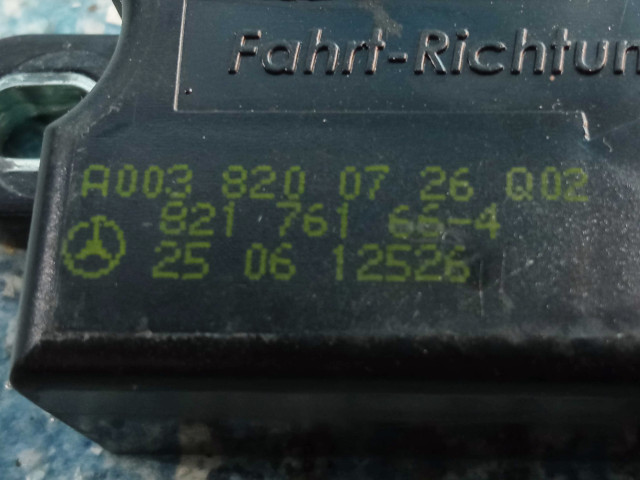 Fahrt-Richtun
A003 820 07 26 Q02
821 761 66-4
25 06 12526